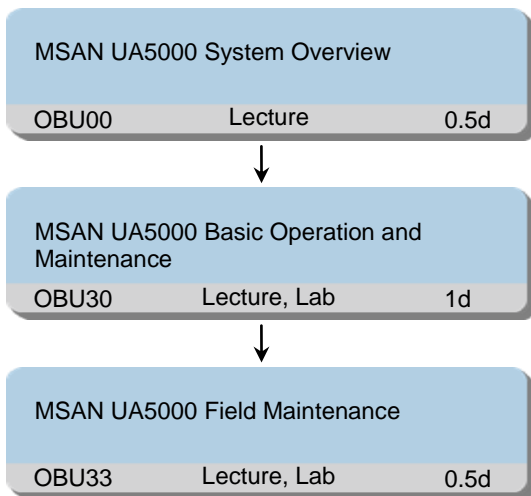 MSAN UA5000 System Overview
OBU00 Lecture 0.5d
MSAN UA5000 Basic Operation and
Maintenance
OBU30 Lecture, Lab 1d
MSAN UA5000 Field Maintenance
OBU33 Lecture, Lab 0.5d